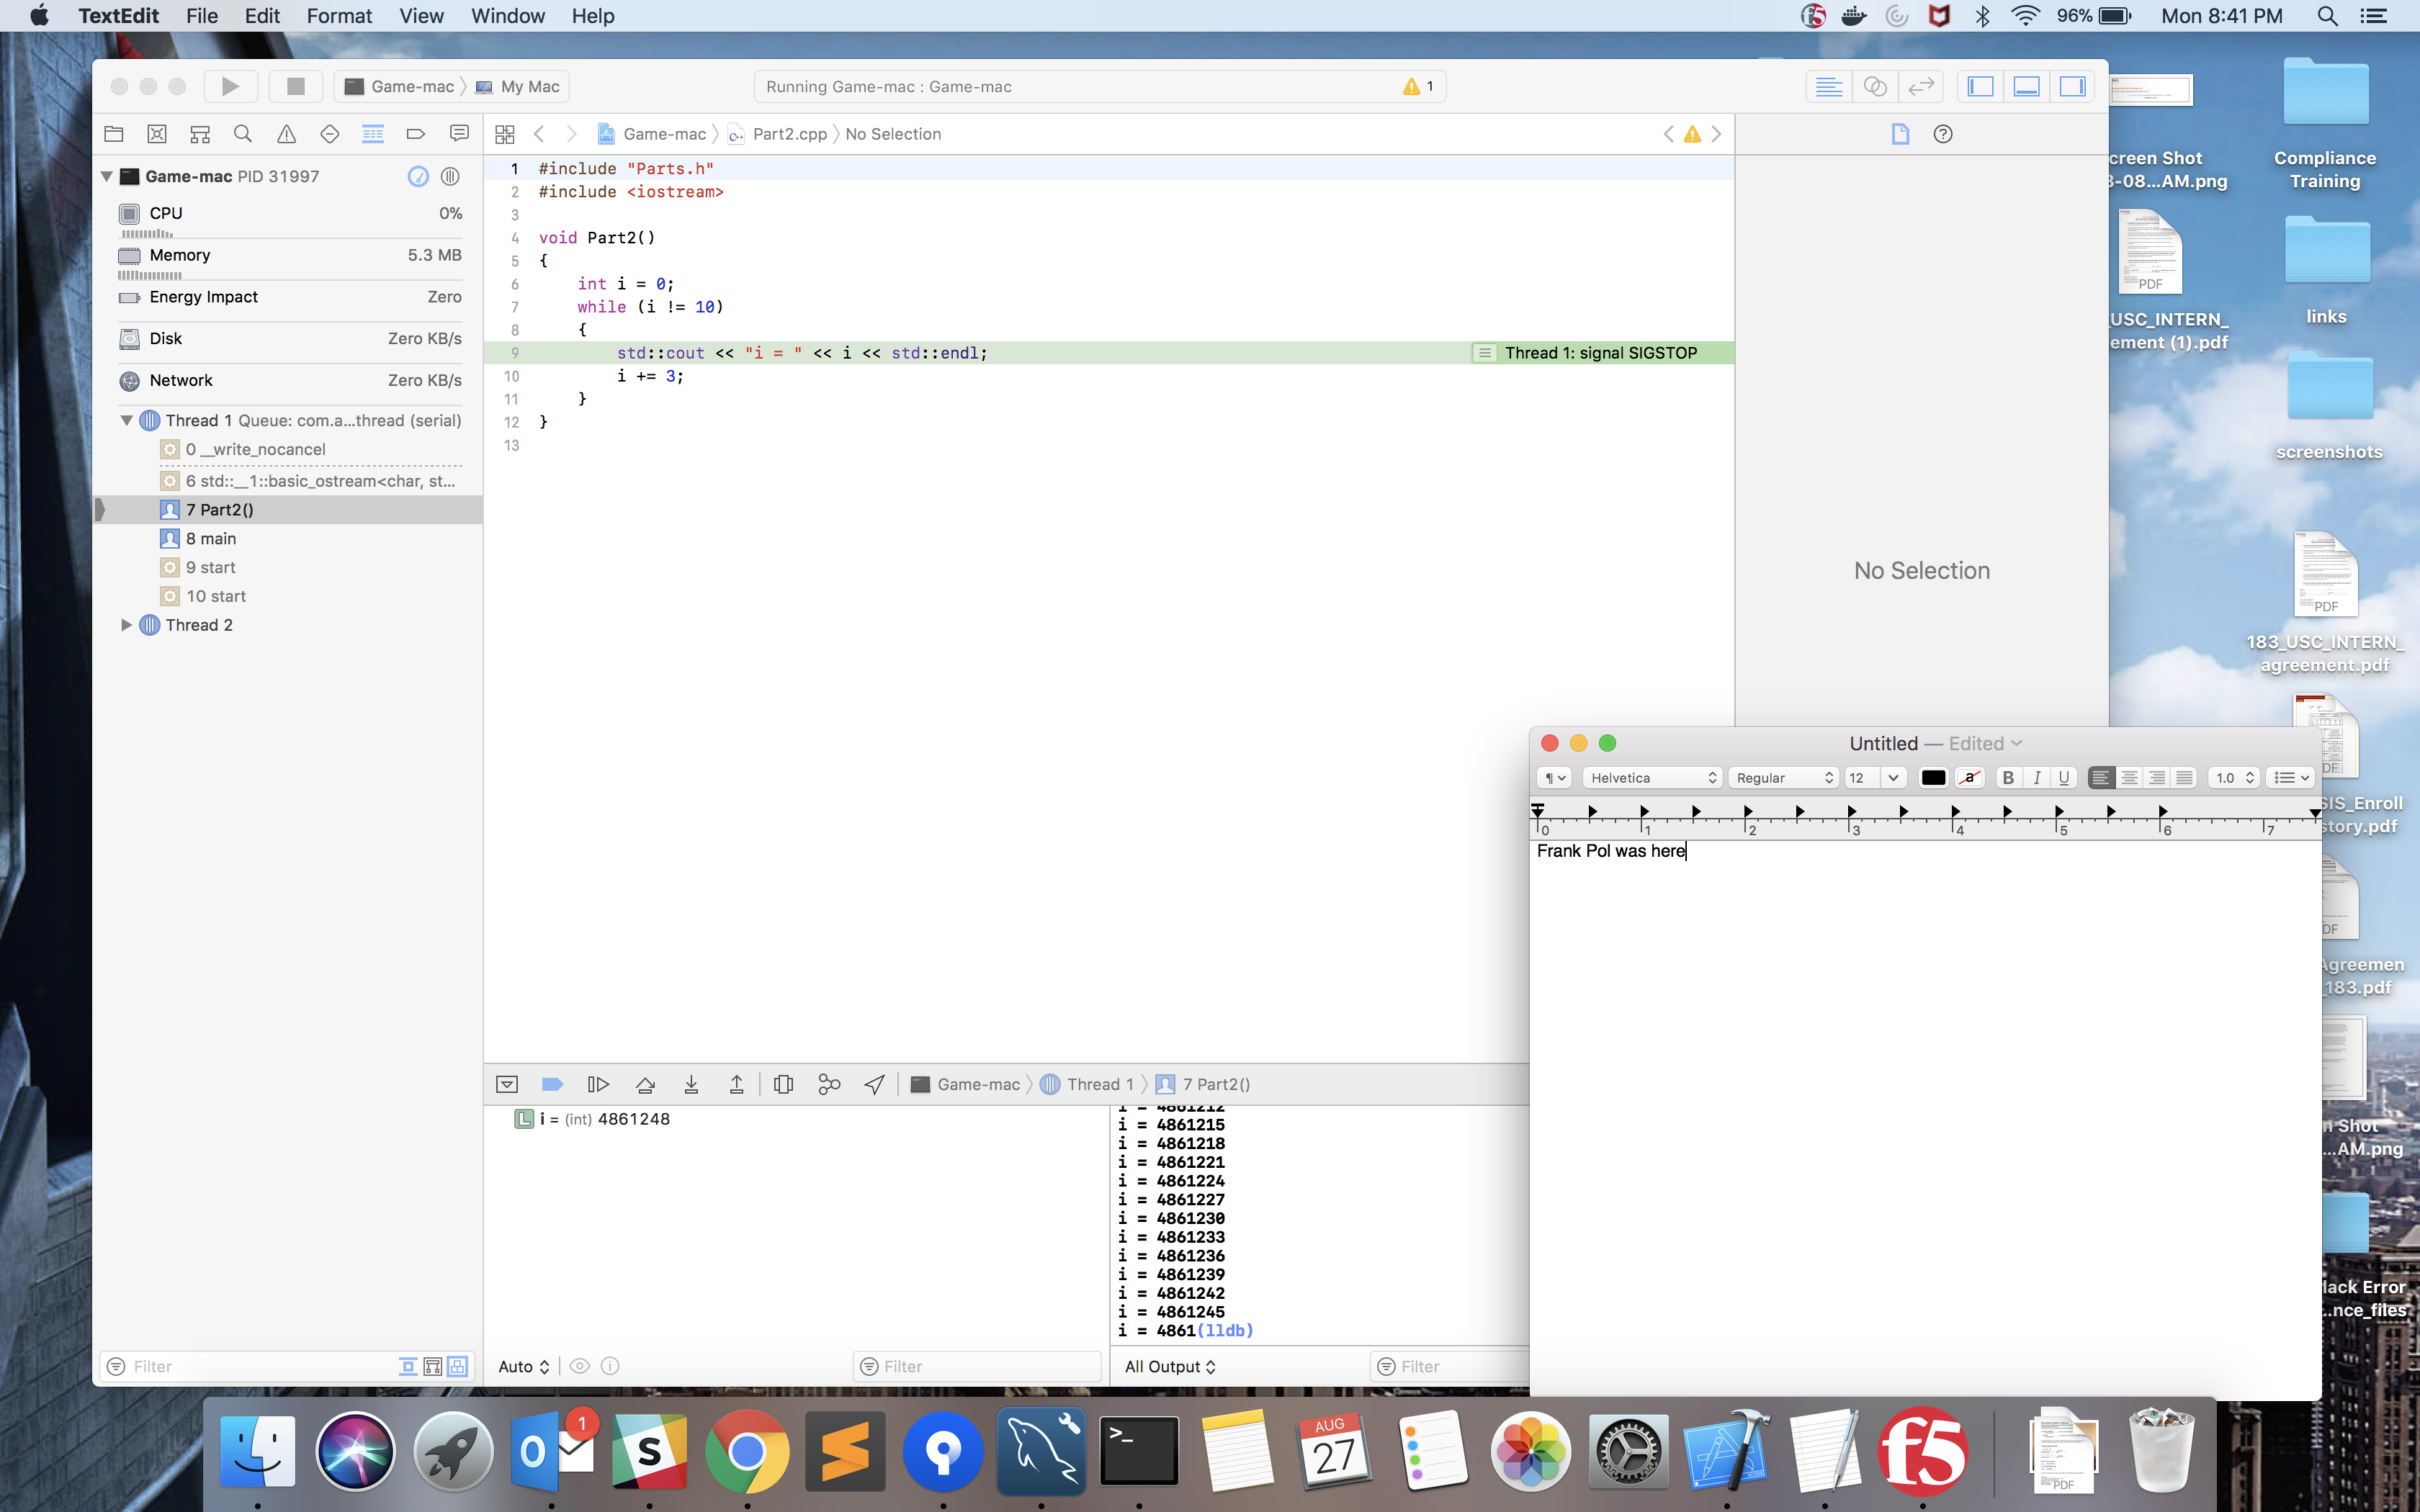 TextEdit File Edit Format View Window Help
96% Mon 8:41 PM
Game-mac My Mac
Running Game-mac : Game-mac
1
Game-mac Part2.cpp No Selection
Game-mac PID 31997
CPU 0%
Memory 5.3 MB
Energy Impact Zero
Disk Zero KB/s
Network Zero KB/s
Thread 1 Queue: com.a...thread (serial)
0 __write_nocancel
6 std::__1::basic_ostream<char, st...
7 Part2()
8 main
9 start
10 start
Thread 2
Filter
1 #include "Parts.h"
2 #include <iostream>
3
4 void Part2()
5 {
6 int i = 0;
7 while (i != 10)
8 {
9 std::cout << "i = " << i << std::endl;
Thread 1: signal SIGSTOP
10 i += 3;
11 }
12 }
13
No Selection
Game-mac Thread 1 7 Part2()
L i = (int) 4861248
Auto
Filter
i = 4861212
i = 4861215
i = 4861218
i = 4861221
i = 4861224
i = 4861227
i = 4861230
i = 4861233
i = 4861236
i = 4861239
i = 4861242
i = 4861245
i = 4861(lldb)
All Output
Filter
Untitled — Edited
Helvetica Regular 12 a B I U 1.0
0 1 2 3 4 5 6 7
Frank Pol was here
creen Shot
3-08...AM.png
Compliance
Training
PDF
USC_INTERN_
ement (1).pdf
links
screenshots
PDF
183_USC_INTERN_
agreement.pdf
DF
SIS_Enroll
story.pdf
DF
Agreemen
_183.pdf
n Shot
...AM.png
lack Error
...nce_files
1
AUG
27
f5
PDF